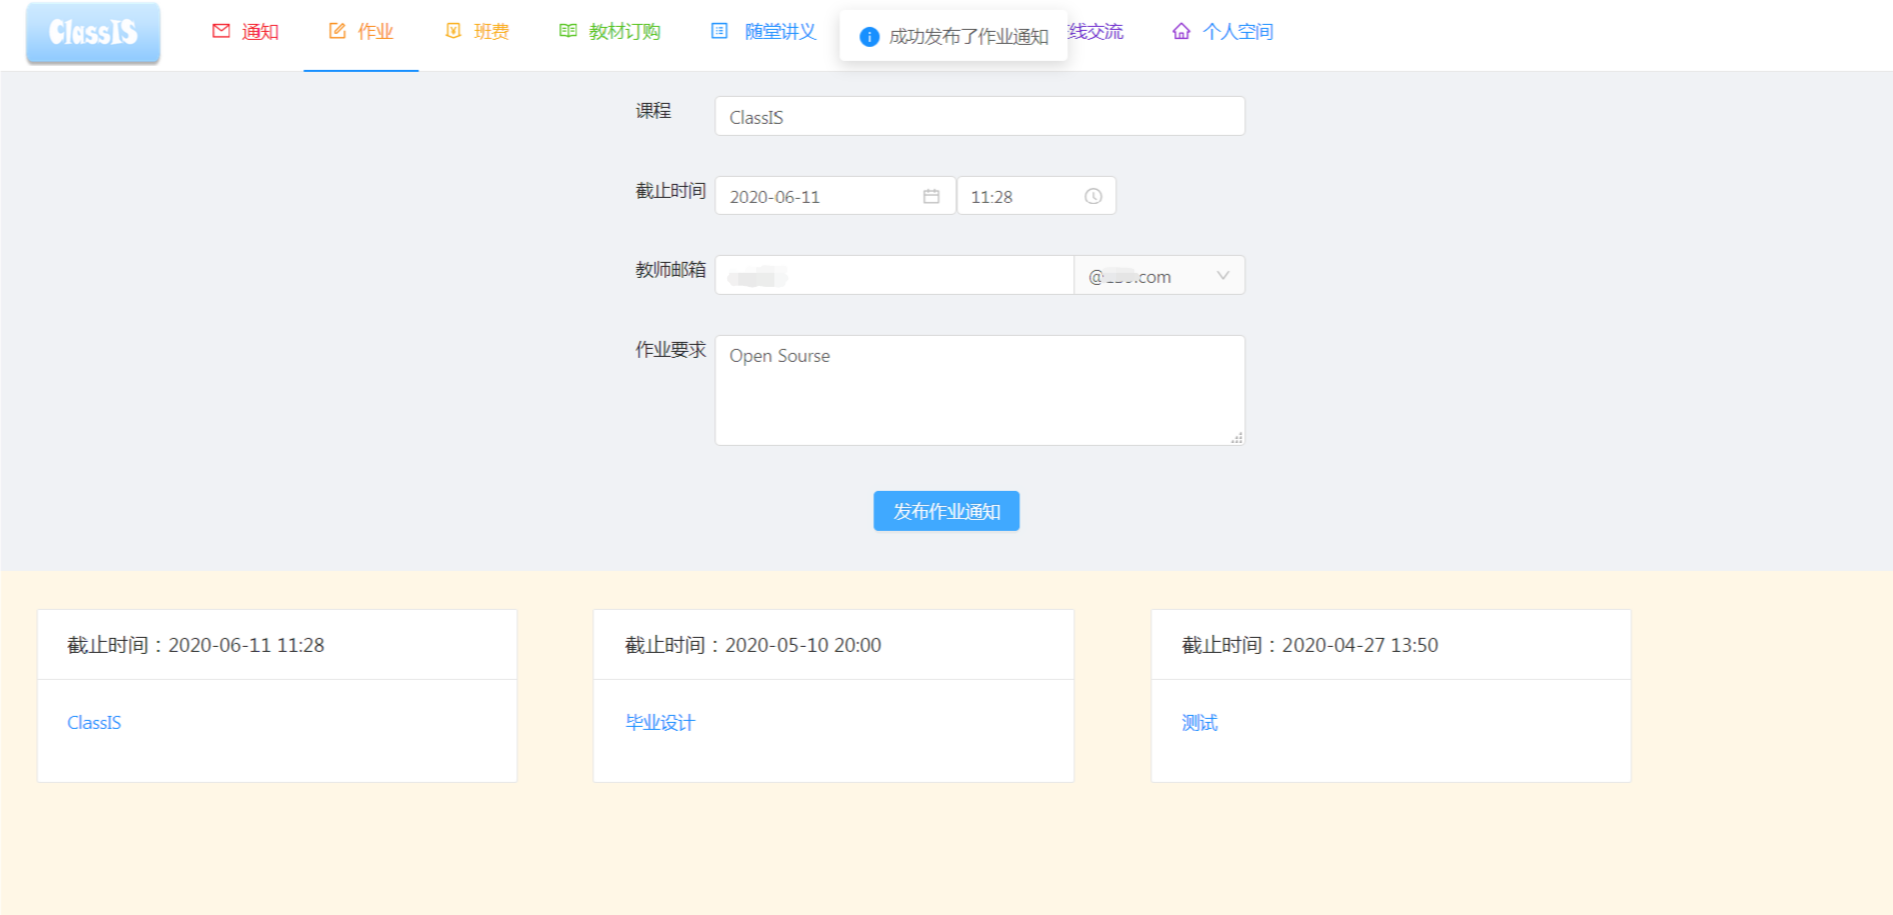 ClassIS
通知
作业
班费
教材订购
随堂讲义
成功发布了作业通知
线交流
个人空间
课程
ClassIS
截止时间
2020-06-11
11:28
教师邮箱
作业要求
Open Sourse
发布作业通知
截止时间：2020-06-11 11:28
截止时间：2020-05-10 20:00
截止时间：2020-04-27 13:50
ClassIS
毕业设计
测试